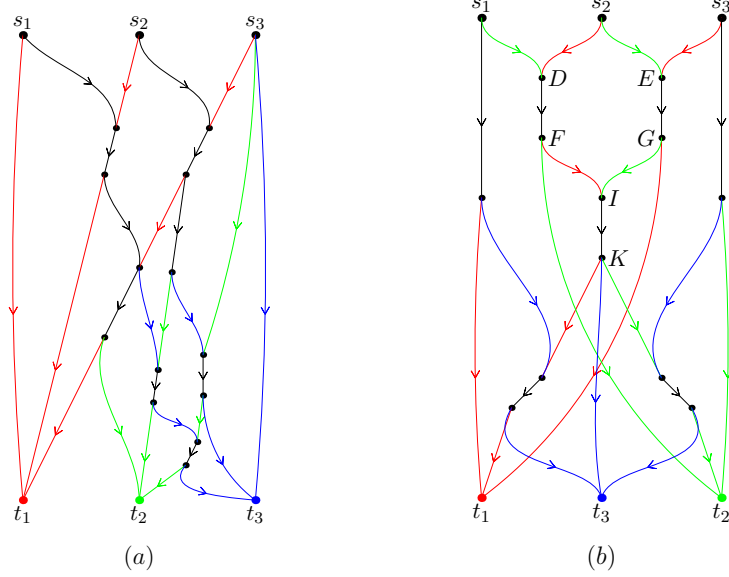 s₁ s₂ s₃
t₁ t₂ t₃
(a)
s₁ s₂ s₃
D E
F G
I
K
t₁ t₃ t₂
(b)